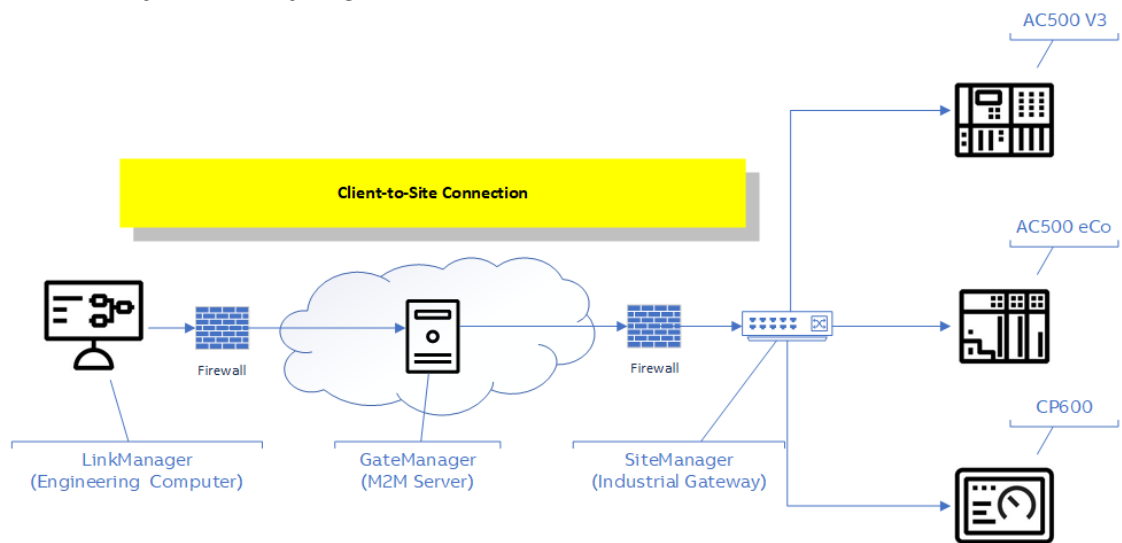 AC500 V3
Client-to-Site Connection
AC500 eCo
Firewall
Firewall
CP600
LinkManager
(Engineering Computer)
GateManager
(M2M Server)
SiteManager
(Industrial Gateway)